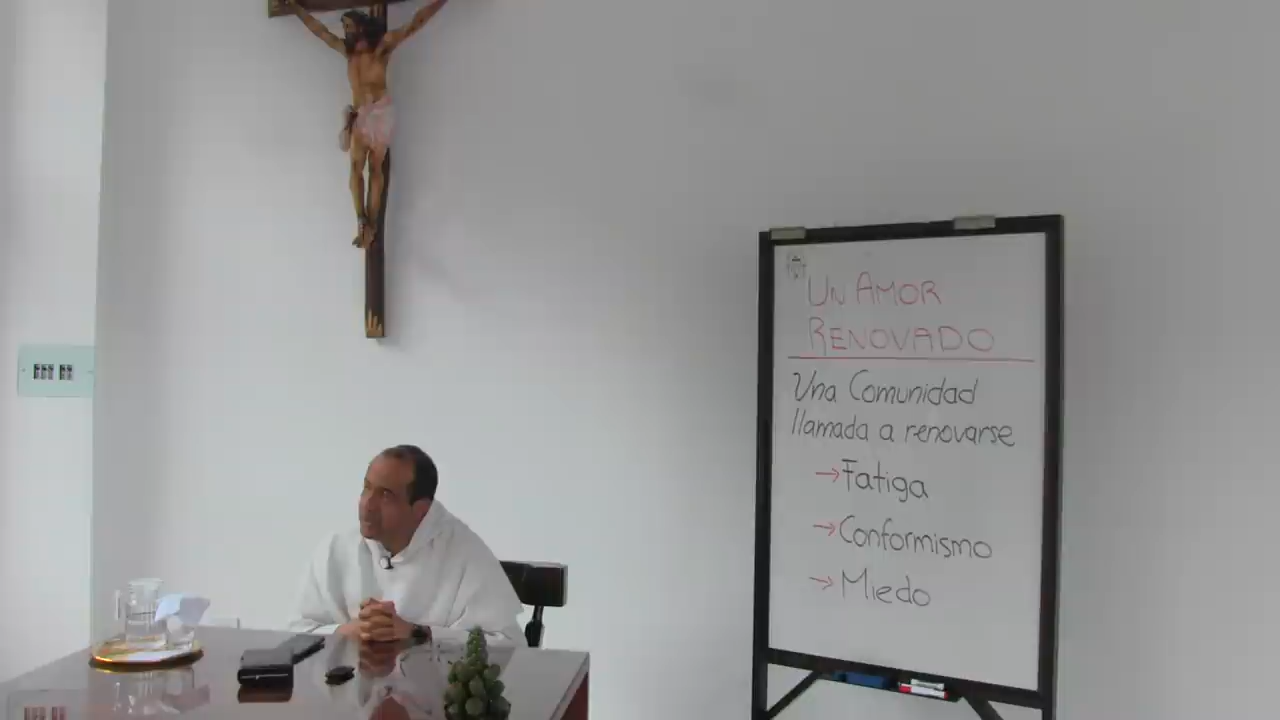 UN AMOR
RENOVADO
Una Comunidad
llamada a renovarse
→Fatiga
→Conformismo
→Miedo